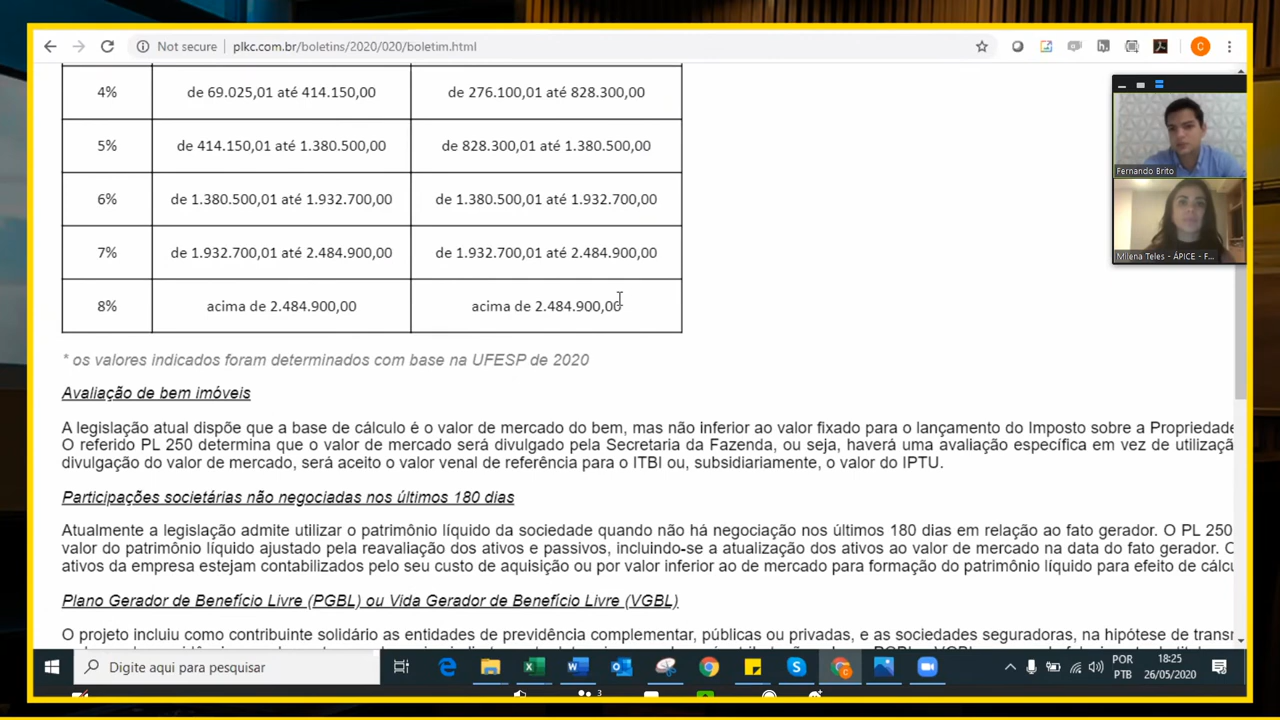 Not secure
plkc.com.br/boletins/2020/020/boletim.html
C
4% de 69.025,01 até 414.150,00 de 276.100,01 até 828.300,00
5% de 414.150,01 até 1.380.500,00 de 828.300,01 até 1.380.500,00
6% de 1.380.500,01 até 1.932.700,00 de 1.380.500,01 até 1.932.700,00
7% de 1.932.700,01 até 2.484.900,00 de 1.932.700,01 até 2.484.900,00
8% acima de 2.484.900,00 acima de 2.484.900,00
Fernando Brito
Milena Teles - ÁPICE - F...
* os valores indicados foram determinados com base na UFESP de 2020
Avaliação de bem imóveis
A legislação atual dispõe que a base de cálculo é o valor de mercado do bem, mas não inferior ao valor fixado para o lançamento do Imposto sobre a Propriedade
O referido PL 250 determina que o valor de mercado será divulgado pela Secretaria da Fazenda, ou seja, haverá uma avaliação específica em vez de utilizaçã
divulgação do valor de mercado, será aceito o valor venal de referência para o ITBI ou, subsidiariamente, o valor do IPTU.
Participações societárias não negociadas nos últimos 180 dias
Atualmente a legislação admite utilizar o patrimônio líquido da sociedade quando não há negociação nos últimos 180 dias em relação ao fato gerador. O PL 250
valor do patrimônio líquido ajustado pela reavaliação dos ativos e passivos, incluindo-se a atualização dos ativos ao valor de mercado na data do fato gerador.
ativos da empresa estejam contabilizados pelo seu custo de aquisição ou por valor inferior ao de mercado para formação do patrimônio líquido para efeito de cálcu
Plano Gerador de Benefício Livre (PGBL) ou Vida Gerador de Benefício Livre (VGBL)
O projeto incluiu como contribuinte solidário as entidades de previdência complementar, públicas ou privadas, e as sociedades seguradoras, na hipótese de transr
Digite aqui para pesquisar
POR
PTB
18:25
26/05/2020
3